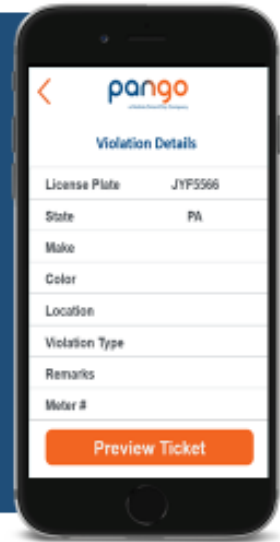 pango
Violation Details
License Plate JYF5566
State PA
Make
Color
Location
Violation Type
Remarks
Meter #
Preview Ticket